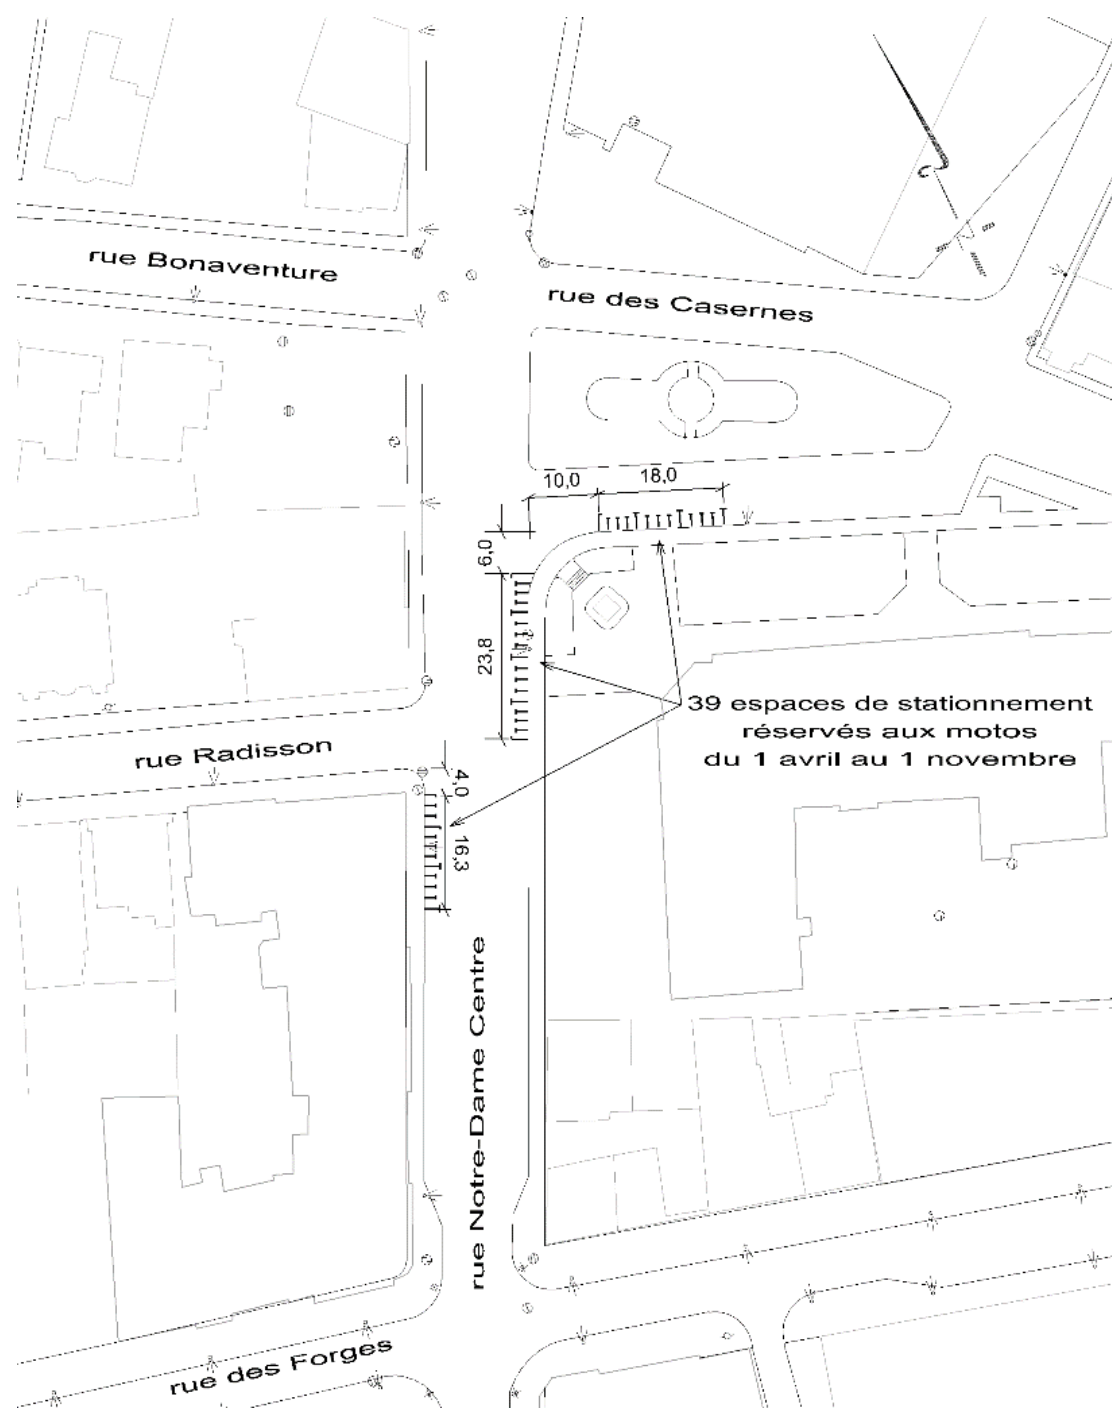 rue Bonaventure
rue des Casernes
10,0
18,0
6,0
23,8
39 espaces de stationnement
réservés aux motos
du 1 avril au 1 novembre
rue Radisson
4,0
16,3
rue Notre-Dame Centre
rue des Forges